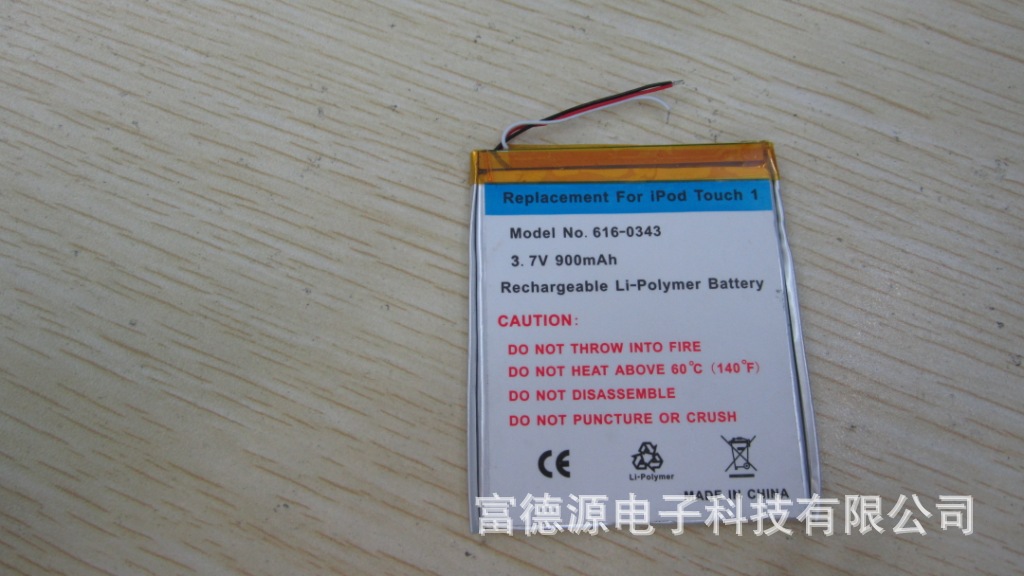 Replacement For iPod Touch 1
Model No. 616-0343
3.7V 900mAh
Rechargeable Li-Polymer Battery
CAUTION:
DO NOT THROW INTO FIRE
DO NOT HEAT ABOVE 60℃ (140°F)
DO NOT DISASSEMBLE
DO NOT PUNCTURE OR CRUSH
CE
Li-Polymer
MADE IN CHINA
富德源电子科技有限公司